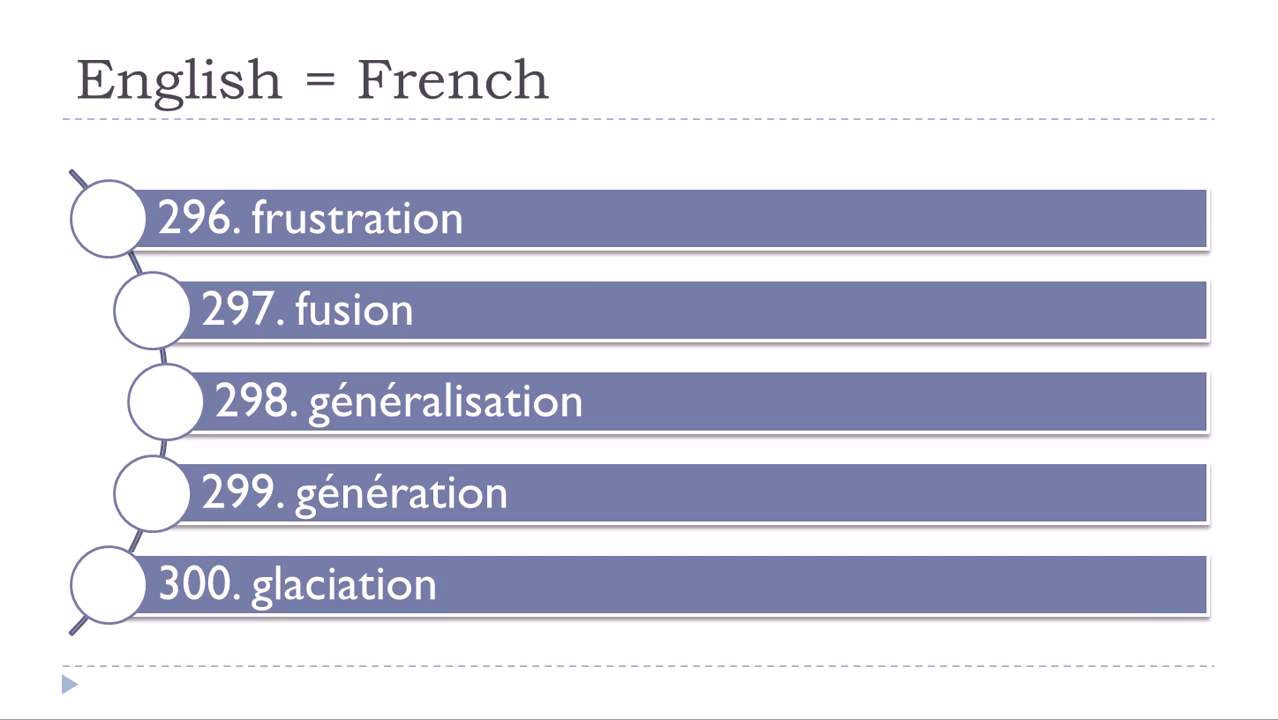 English = French
296. frustration
297. fusion
298. généralisation
299. génération
300. glaciation